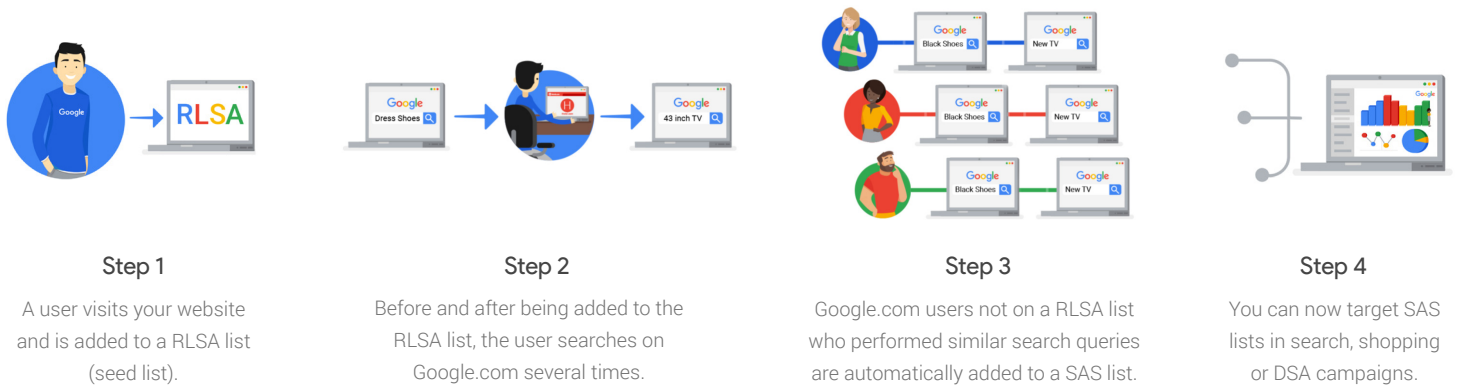 Google
RLSA
Step 1
A user visits your website
and is added to a RLSA list
(seed list).
Google
Dress Shoes
H
Google
43 inch TV
Step 2
Before and after being added to the
RLSA list, the user searches on
Google.com several times.
Google
Black Shoes
Google
New TV
Google
Black Shoes
Google
New TV
Google
Black Shoes
Google
New TV
Step 3
Google.com users not on a RLSA list
who performed similar search queries
are automatically added to a SAS list.
Google
Step 4
You can now target SAS
lists in search, shopping
or DSA campaigns.